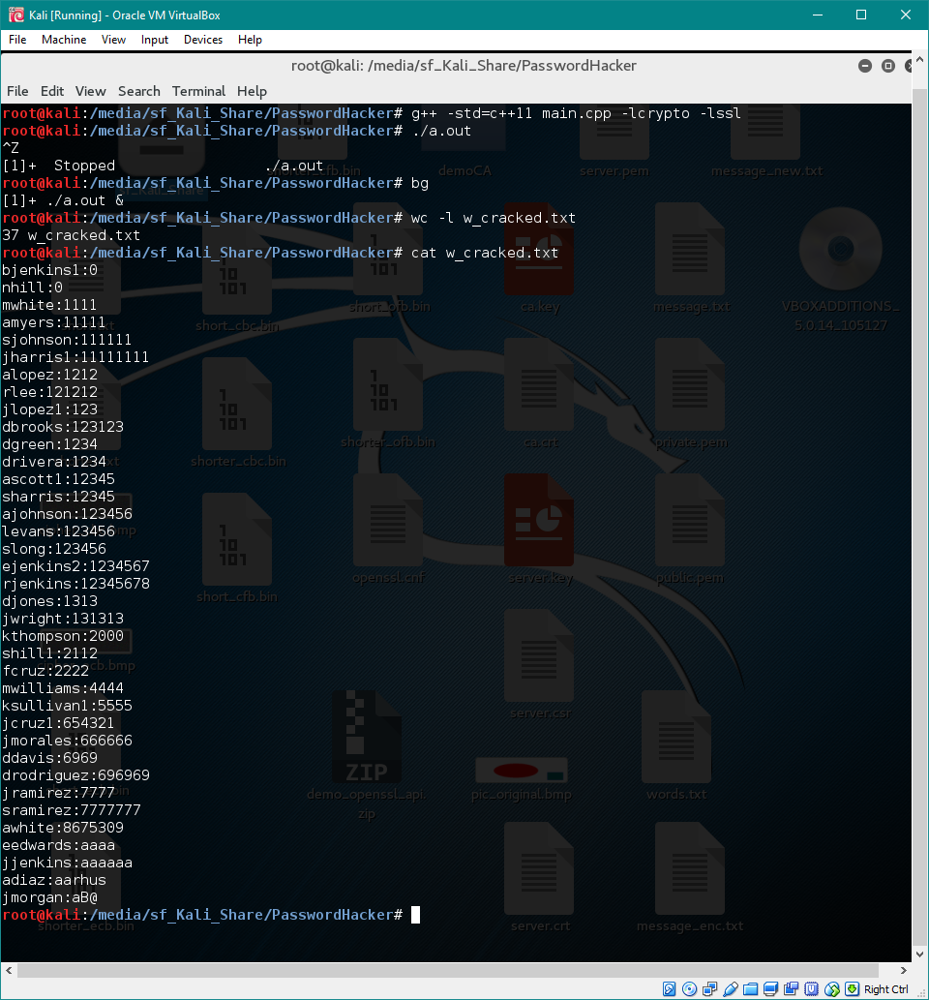 Kali [Running] - Oracle VM VirtualBox
File Machine View Input Devices Help
root@kali: /media/sf_Kali_Share/PasswordHacker
File Edit View Search Terminal Help
root@kali:/media/sf_Kali_Share/PasswordHacker# g++ -std=c++11 main.cpp -lcrypto -lssl
root@kali:/media/sf_Kali_Share/PasswordHacker# ./a.out
^Z
[1]+  Stopped                 ./a.out
root@kali:/media/sf_Kali_Share/PasswordHacker# bg
[1]+ ./a.out &
root@kali:/media/sf_Kali_Share/PasswordHacker# wc -l w_cracked.txt
37 w_cracked.txt
root@kali:/media/sf_Kali_Share/PasswordHacker# cat w_cracked.txt
bjenkins1:0
nhill:0
mwhite:1111
amyers:11111
sjohnson:111111
jharris1:11111111
alopez:1212
rlee:121212
jlopez1:123
dbrooks:123123
dgreen:1234
drivera:1234
ascott1:12345
sharris:12345
ajohnson:123456
levans:123456
slong:123456
ejenkins2:1234567
rjenkins:12345678
djones:1313
jwright:131313
kthompson:2000
shill1:2112
fcruz:2222
mwilliams:4444
ksullivan1:5555
jcruz1:654321
jmorales:666666
ddavis:6969
drodriguez:696969
jramirez:7777
sramirez:7777777
awhite:8675309
eedwards:aaaa
jjenkins:aaaaaa
adiaz:aarhus
jmorgan:aB@
root@kali:/media/sf_Kali_Share/PasswordHacker#
sf_Kali_Share
shorter_cfb.bin
demoCA
server.pem
message_new.txt
short_cbc.bin
short_ofb.bin
ca.key
message.txt
VBOXADDITIONS_
5.0.14_105127
shorter_cbc.bin
shorter_ofb.bin
ca.crt
private.pem
short_cfb.bin
openssl.cnf
server.key
public.pem
server.csr
ZIP
demo_openssl_api.
zip
pic_original.bmp
words.txt
shorter_ecb.bin
server.crt
message_enc.txt
Right Ctrl